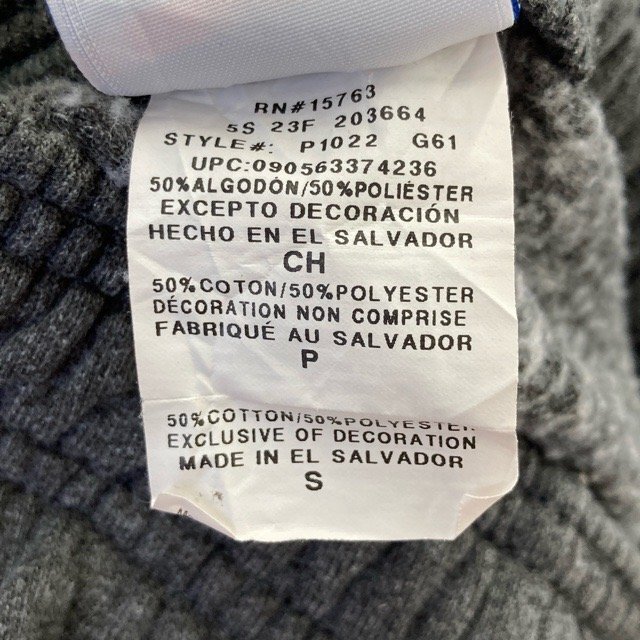 RN#15763
5S 23F 203664
STYLE#: P1022 G61
UPC:090563374236
50%ALGODÓN/50%POLIÉSTER
EXCEPTO DECORACIÓN
HECHO EN EL SALVADOR
CH
50%COTON/50%POLYESTER
DÉCORATION NON COMPRISE
FABRIQUÉ AU SALVADOR
P
50%COTTON/50%POLYESTER
EXCLUSIVE OF DECORATION
MADE IN EL SALVADOR
S